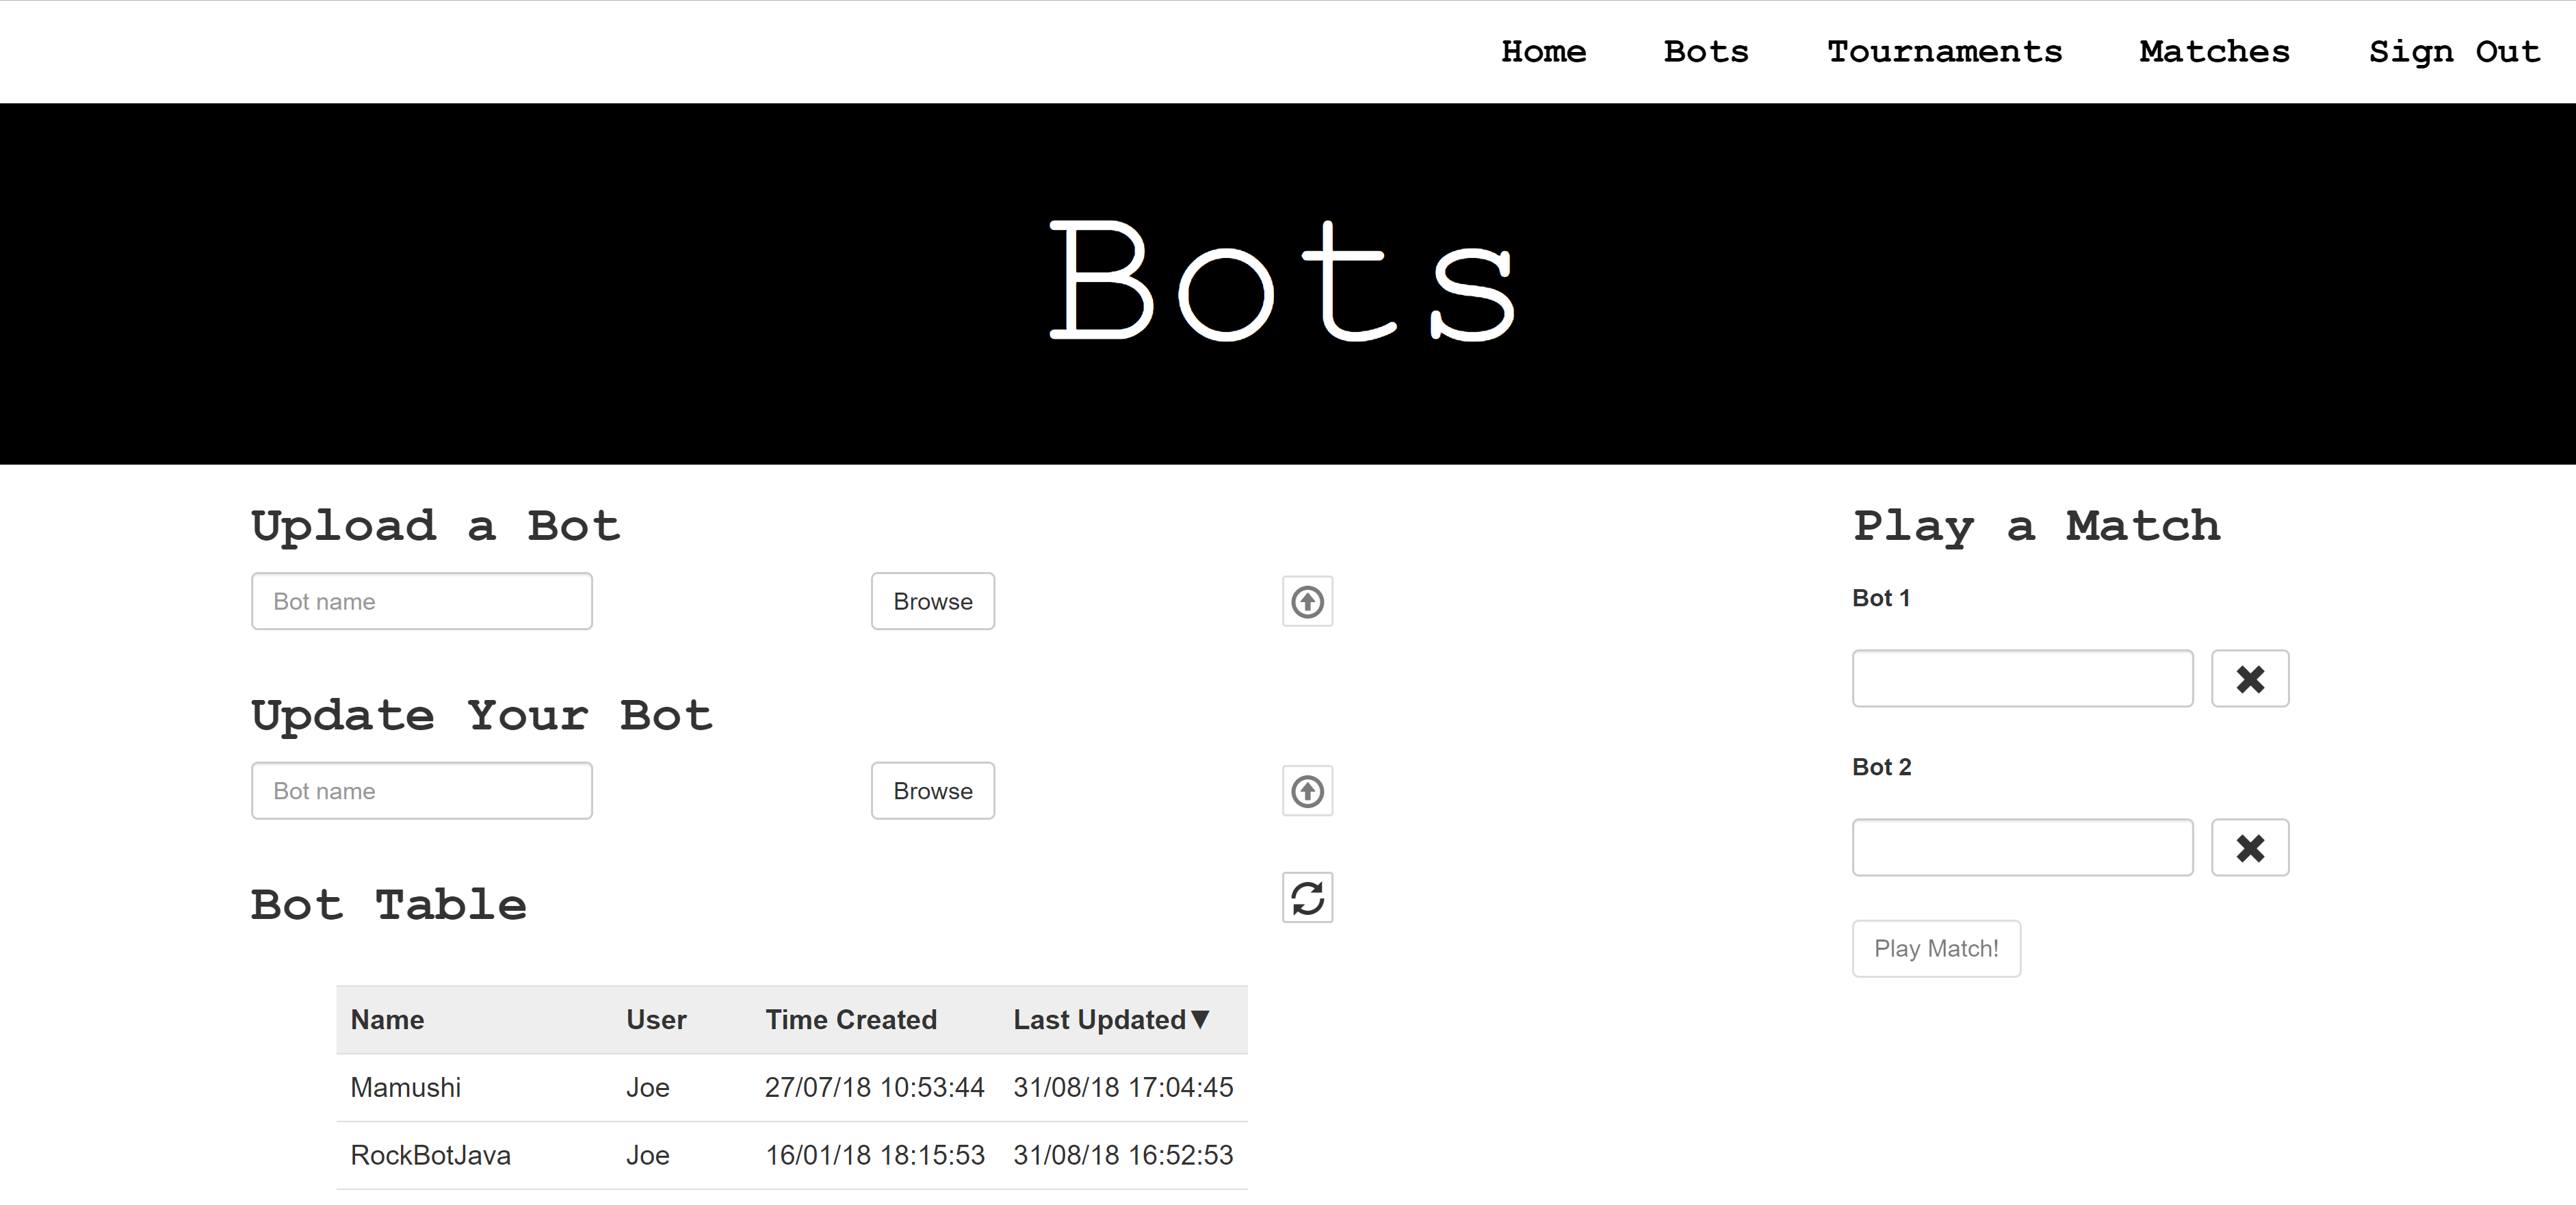 Home Bots Tournaments Matches Sign Out
Bots
Upload a Bot
Bot name Browse
Update Your Bot
Bot name Browse
Bot Table
Name User Time Created Last Updated▼
Mamushi Joe 27/07/18 10:53:44 31/08/18 17:04:45
RockBotJava Joe 16/01/18 18:15:53 31/08/18 16:52:53
Play a Match
Bot 1
Bot 2
Play Match!